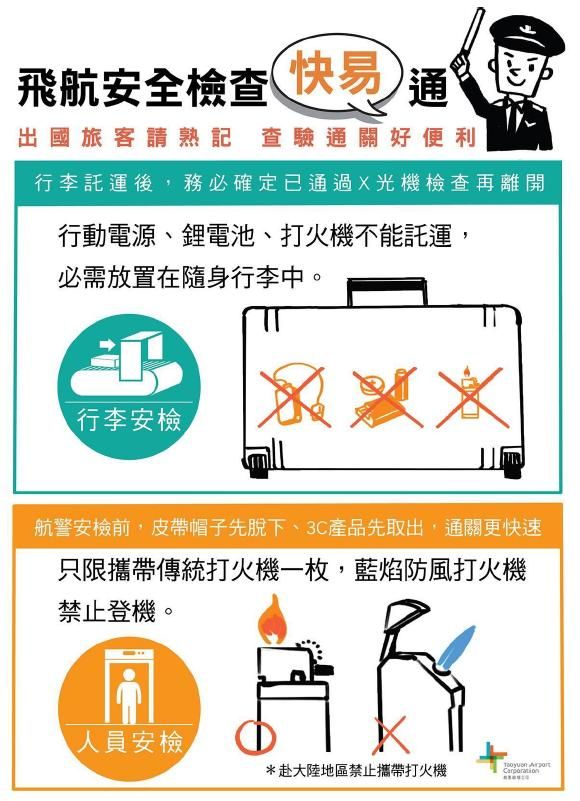 飛航安全檢查快易通
出國旅客請熟記 查驗通關好便利
行李託運後，務必確定已通過X光機檢查再離開
行動電源、鋰電池、打火機不能託運，
必需放置在隨身行李中。
行李安檢
航警安檢前，皮帶帽子先脫下、3C產品先取出，通關更快速
只限攜帶傳統打火機一枚，藍焰防風打火機
禁止登機。
人員安檢
＊赴大陸地區禁止攜帶打火機
Taoyuan Airport
Corporation